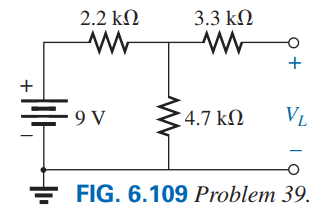 2.2 kΩ 3.3 kΩ
+
+
9 V
4.7 kΩ
V_L
–
–
FIG. 6.109 Problem 39.